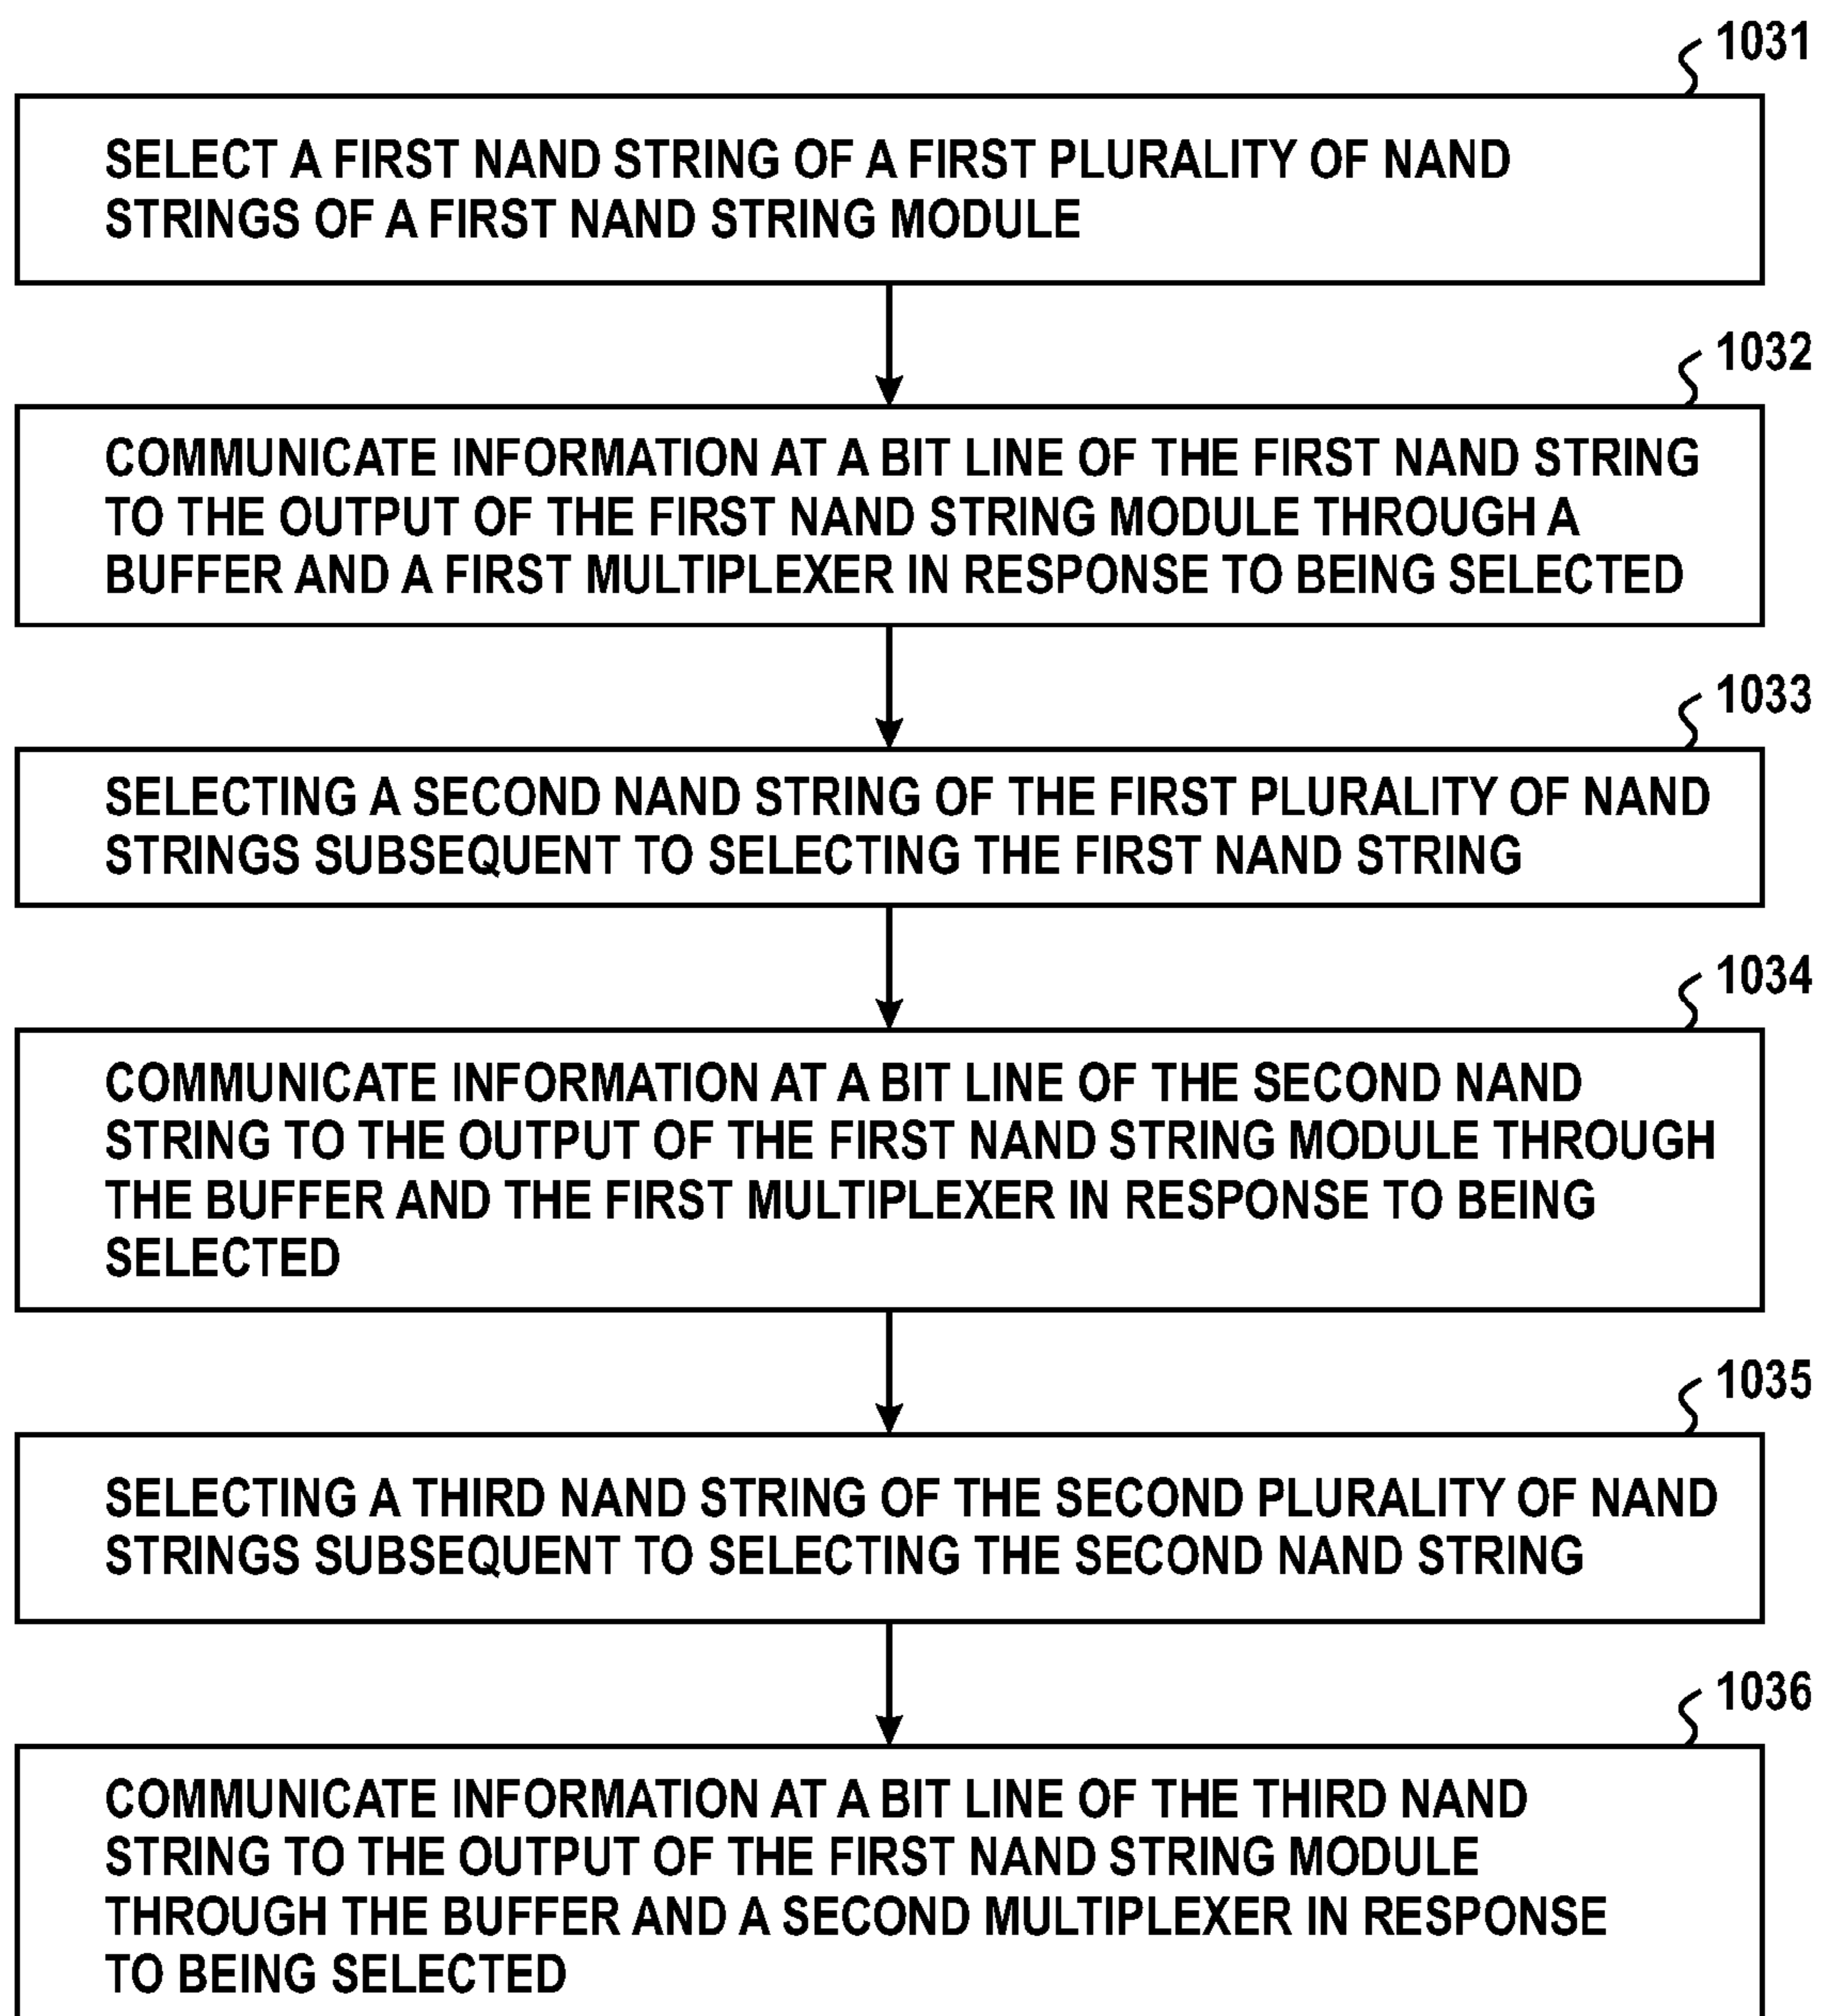 1031
SELECT A FIRST NAND STRING OF A FIRST PLURALITY OF NAND
STRINGS OF A FIRST NAND STRING MODULE
1032
COMMUNICATE INFORMATION AT A BIT LINE OF THE FIRST NAND STRING
TO THE OUTPUT OF THE FIRST NAND STRING MODULE THROUGH A
BUFFER AND A FIRST MULTIPLEXER IN RESPONSE TO BEING SELECTED
1033
SELECTING A SECOND NAND STRING OF THE FIRST PLURALITY OF NAND
STRINGS SUBSEQUENT TO SELECTING THE FIRST NAND STRING
1034
COMMUNICATE INFORMATION AT A BIT LINE OF THE SECOND NAND
STRING TO THE OUTPUT OF THE FIRST NAND STRING MODULE THROUGH
THE BUFFER AND THE FIRST MULTIPLEXER IN RESPONSE TO BEING
SELECTED
1035
SELECTING A THIRD NAND STRING OF THE SECOND PLURALITY OF NAND
STRINGS SUBSEQUENT TO SELECTING THE SECOND NAND STRING
1036
COMMUNICATE INFORMATION AT A BIT LINE OF THE THIRD NAND
STRING TO THE OUTPUT OF THE FIRST NAND STRING MODULE
THROUGH THE BUFFER AND A SECOND MULTIPLEXER IN RESPONSE
TO BEING SELECTED